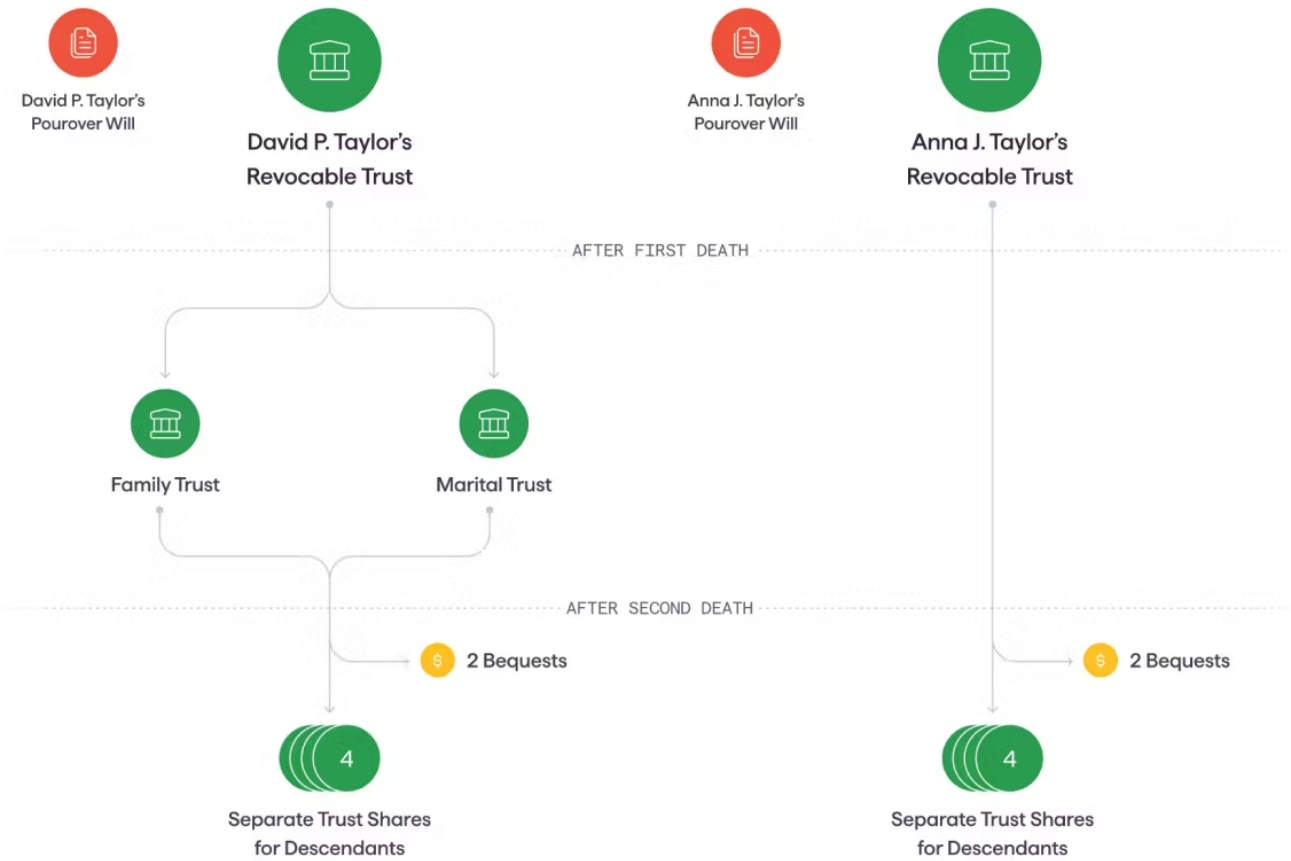 David P. Taylor’s
Pourover Will
David P. Taylor’s
Revocable Trust
Anna J. Taylor’s
Pourover Will
Anna J. Taylor’s
Revocable Trust
AFTER FIRST DEATH
Family Trust
Marital Trust
AFTER SECOND DEATH
$ 2 Bequests
$ 2 Bequests
4
Separate Trust Shares
for Descendants
4
Separate Trust Shares
for Descendants